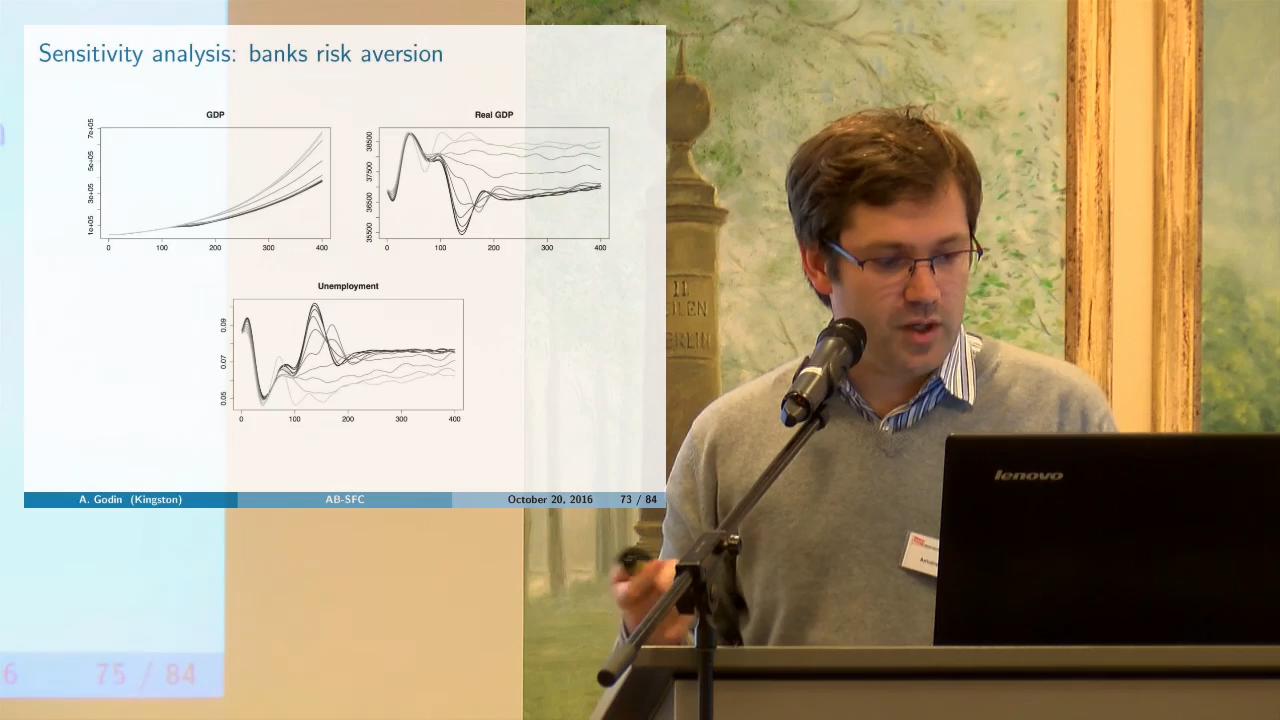 Sensitivity analysis: banks risk aversion
GDP
7e+05
5e+05
3e+05
1e+05
0 100 200 300 400
Real GDP
38500
37500
36500
35500
0 100 200 300 400
Unemployment
0.09
0.07
0.05
0 100 200 300 400
A. Godin (Kingston) AB-SFC October 20, 2016 73 / 84
6 75 / 84
II
lenovo